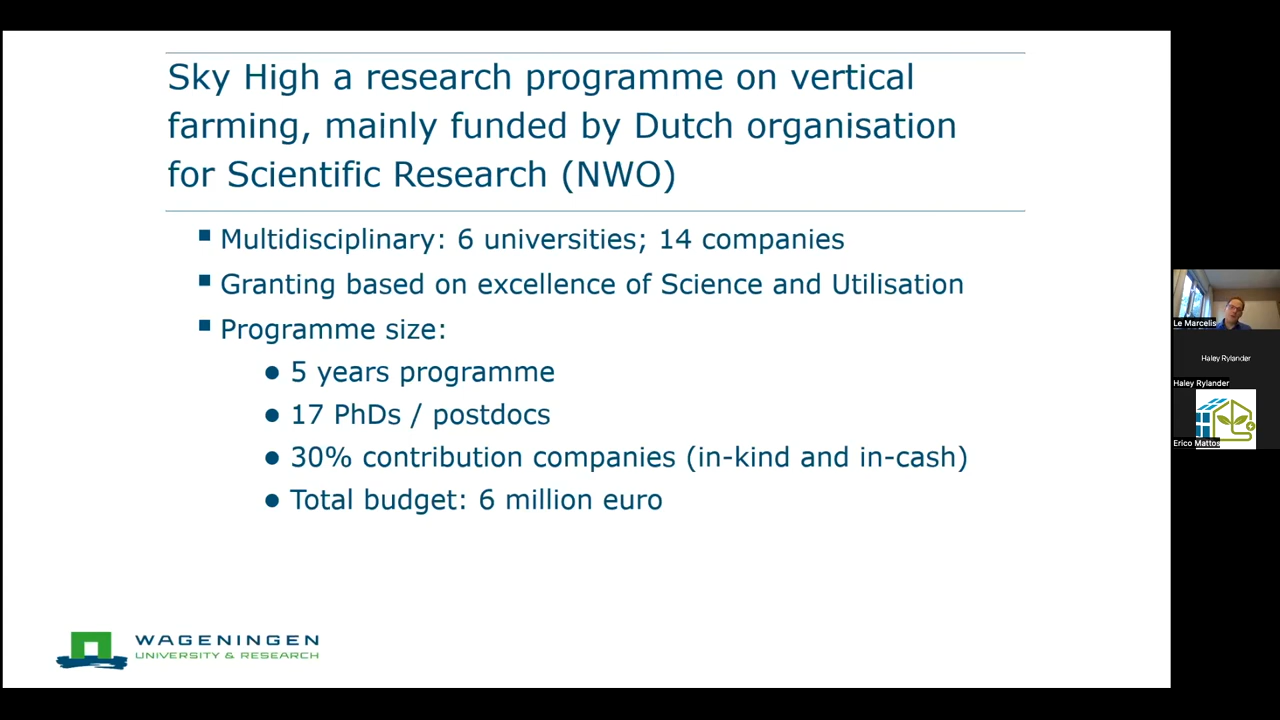 Sky High a research programme on vertical
farming, mainly funded by Dutch organisation
for Scientific Research (NWO)
Multidisciplinary: 6 universities; 14 companies
Granting based on excellence of Science and Utilisation
Programme size:
5 years programme
17 PhDs / postdocs
30% contribution companies (in-kind and in-cash)
Total budget: 6 million euro
WAGENINGEN
UNIVERSITY & RESEARCH
Le Marcelis
Haley Rylander
Haley Rylander
Erico Mattos